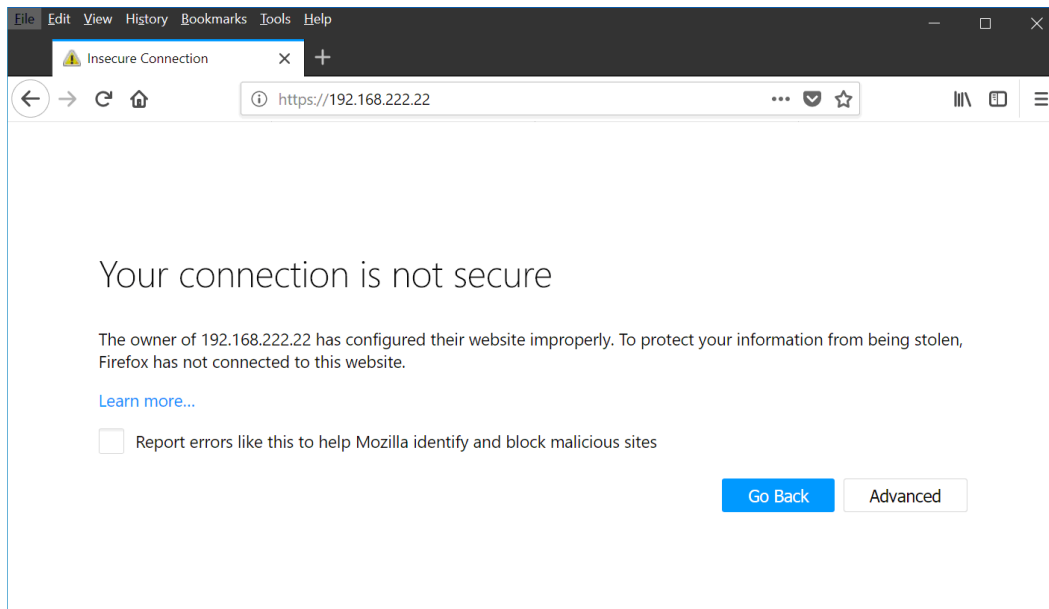 File Edit View History Bookmarks Tools Help
Insecure Connection
https://192.168.222.22
Your connection is not secure
The owner of 192.168.222.22 has configured their website improperly. To protect your information from being stolen,
Firefox has not connected to this website.
Learn more...
Report errors like this to help Mozilla identify and block malicious sites
Go Back Advanced